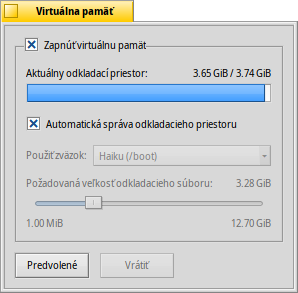 Virtuálna pamäť
Zapnúť virtuálnu pamäť
Aktuálny odkladací priestor: 3.65 GiB / 3.74 GiB
Automatická správa odkladacieho priestoru
Použiť zväzok: Haiku (/boot)
Požadovaná veľkosť odkladacieho súboru: 3.28 GiB
1.00 MiB 12.70 GiB
Predvolené Vrátiť